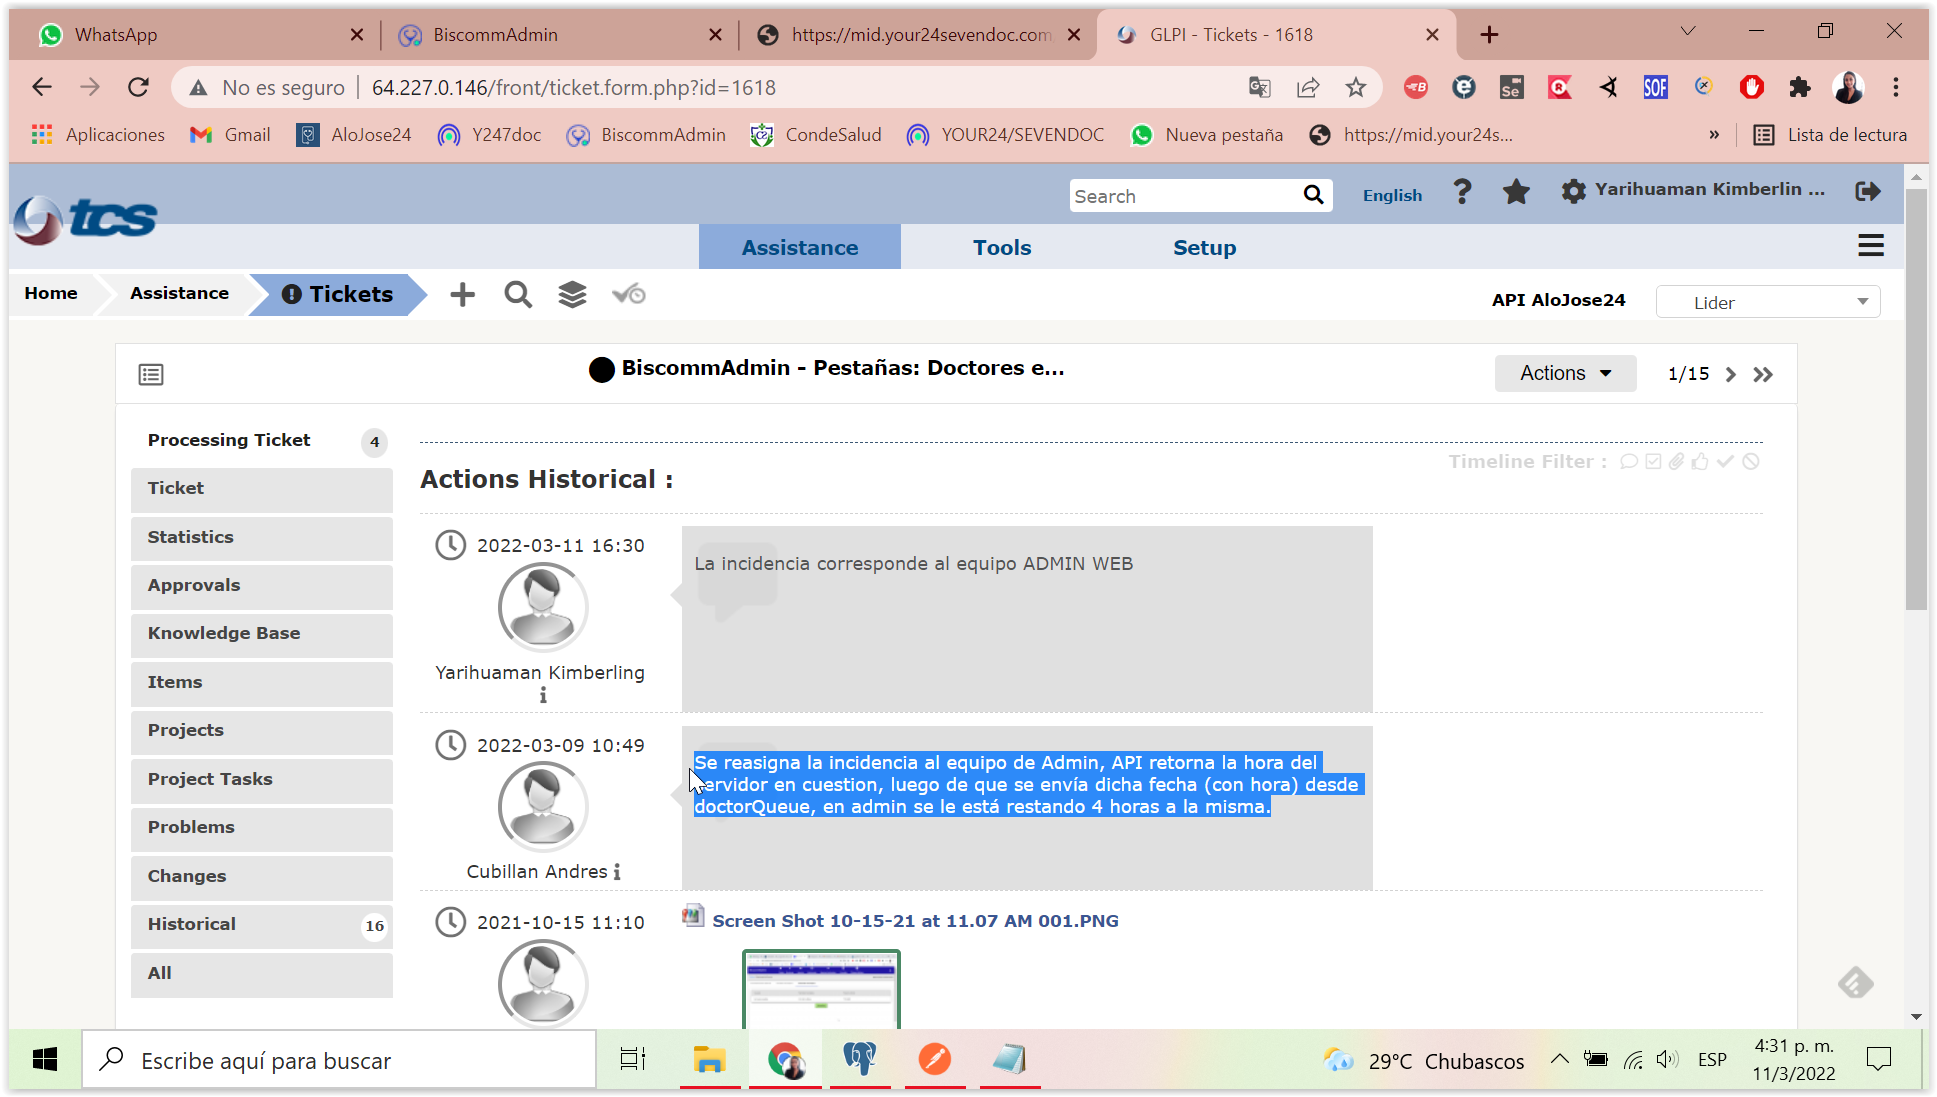 WhatsApp
BiscommAdmin
https://mid.your24sevendoc.com
GLPI - Tickets - 1618
No es seguro
64.227.0.146/front/ticket.form.php?id=1618
Aplicaciones
Gmail
AloJose24
Y247doc
BiscommAdmin
CondeSalud
YOUR24/SEVENDOC
Nueva pestaña
https://mid.your24s...
»
Lista de lectura
tcs
Search
English
Yarihuaman Kimberlin ...
Assistance
Tools
Setup
Home
Assistance
Tickets
API AloJose24
Lider
BiscommAdmin - Pestañas: Doctores e...
Actions
1/15
Processing Ticket 4
Ticket
Statistics
Approvals
Knowledge Base
Items
Projects
Project Tasks
Problems
Changes
Historical 16
All
Timeline Filter :
Actions Historical :
2022-03-11 16:30
Yarihuaman Kimberling
La incidencia corresponde al equipo ADMIN WEB
2022-03-09 10:49
Cubillan Andres
Se reasigna la incidencia al equipo de Admin, API retorna la hora del
servidor en cuestion, luego de que se envía dicha fecha (con hora) desde
doctorQueue, en admin se le está restando 4 horas a la misma.
2021-10-15 11:10
Screen Shot 10-15-21 at 11.07 AM 001.PNG
Escribe aquí para buscar
29°C Chubascos
ESP
4:31 p. m.
11/3/2022